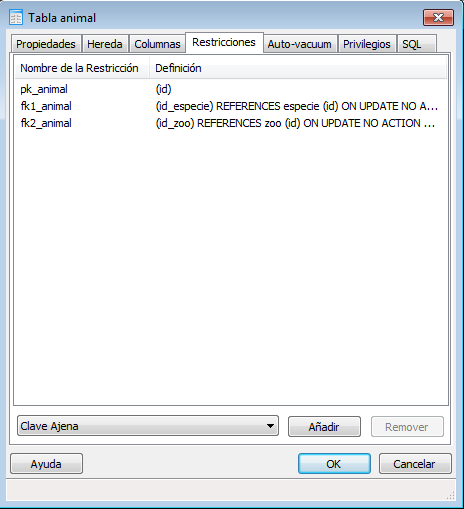 Tabla animal
Propiedades Hereda Columnas Restricciones Auto-vacuum Privilegios SQL
Nombre de la Restricción Definición
pk_animal (id)
fk1_animal (id_especie) REFERENCES especie (id) ON UPDATE NO A...
fk2_animal (id_zoo) REFERENCES zoo (id) ON UPDATE NO ACTION ...
Clave Ajena Añadir Remover
Ayuda OK Cancelar